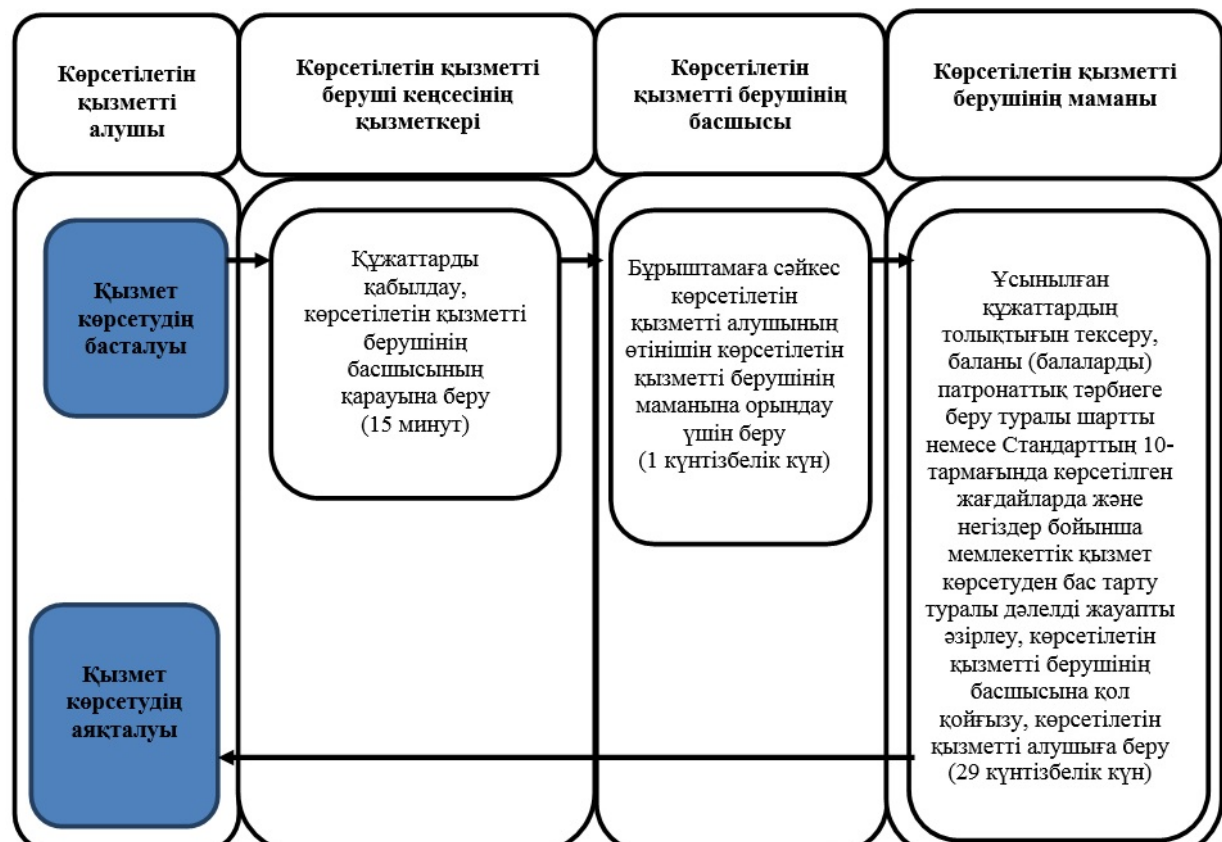 Көрсетілетін
қызметті
алушы
Көрсетілетін қызметті
беруші кеңсесінің
қызметкері
Көрсетілетін
қызметті берушінің
басшысы
Көрсетілетін қызметті
берушінің маманы
Қызмет
көрсетудің
басталуы
Құжаттарды
қабылдау,
көрсетілетін қызметті
берушінің
басшысының
қарауына беру
(15 минут)
Бұрыштамаға сәйкес
көрсетілетін
қызметті алушының
өтінішін көрсетілетін
қызметті берушінің
маманына орындау
үшін беру
(1 күнтізбелік күн)
Ұсынылған
құжаттардың
толықтығын тексеру,
баланы (балаларды)
патронаттық тәрбиеге
беру туралы шартты
немесе Стандарттың 10-
тармағында көрсетілген
жағдайларда және
негіздер бойынша
мемлекеттік қызмет
көрсетуден бас тарту
туралы дәлелді жауапты
әзірлеу, көрсетілетін
қызметті берушінің
басшысына қол
қойғызу, көрсетілетін
қызметті алушыға беру
(29 күнтізбелік күн)
Қызмет
көрсетудің
аяқталуы